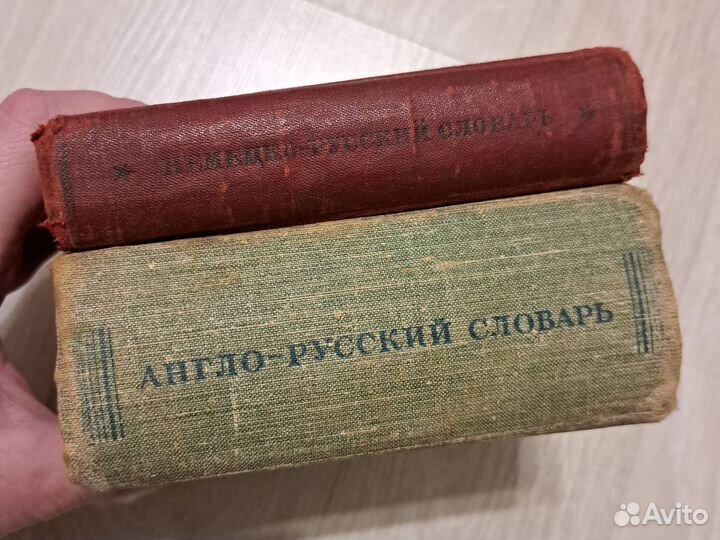 * НЕМЕЦКО-РУССКИЙ СЛОВАРЬ *
АНГЛО-РУССКИЙ СЛОВАРЬ
Avito